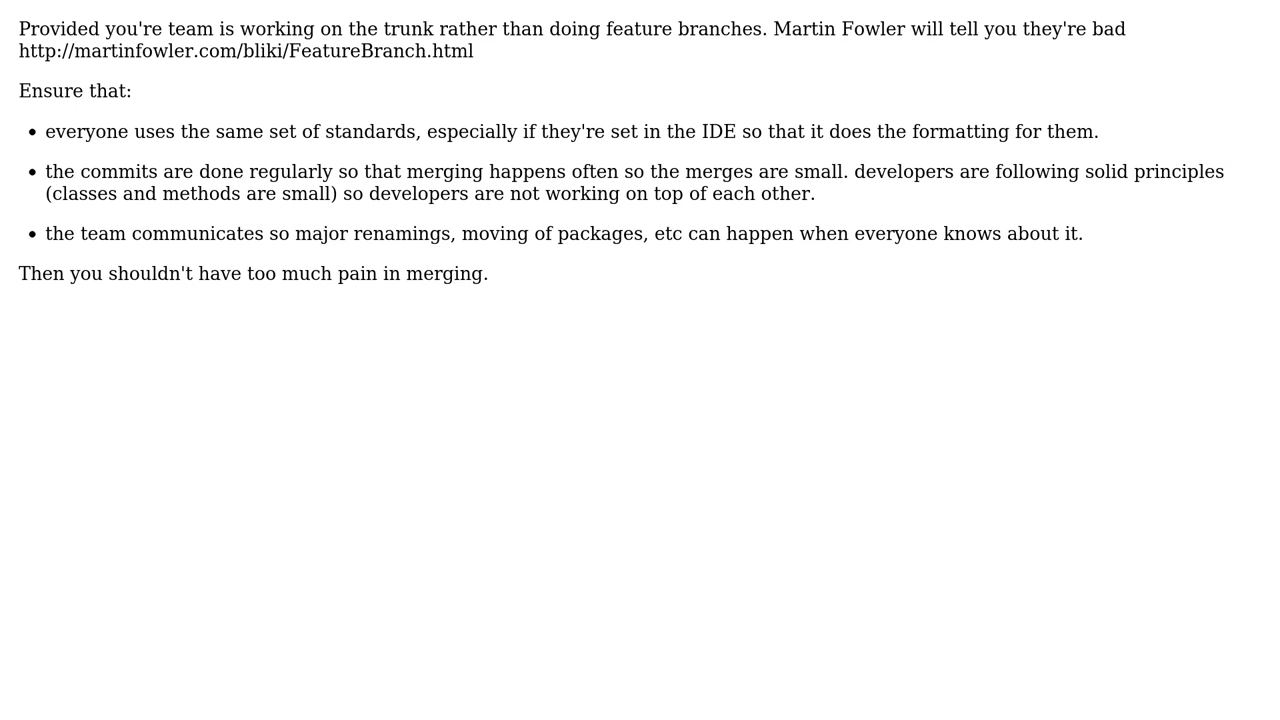 Provided you're team is working on the trunk rather than doing feature branches. Martin Fowler will tell you they're bad
http://martinfowler.com/bliki/FeatureBranch.html
Ensure that:
• everyone uses the same set of standards, especially if they're set in the IDE so that it does the formatting for them.
• the commits are done regularly so that merging happens often so the merges are small. developers are following solid principles
(classes and methods are small) so developers are not working on top of each other.
• the team communicates so major renamings, moving of packages, etc can happen when everyone knows about it.
Then you shouldn't have too much pain in merging.